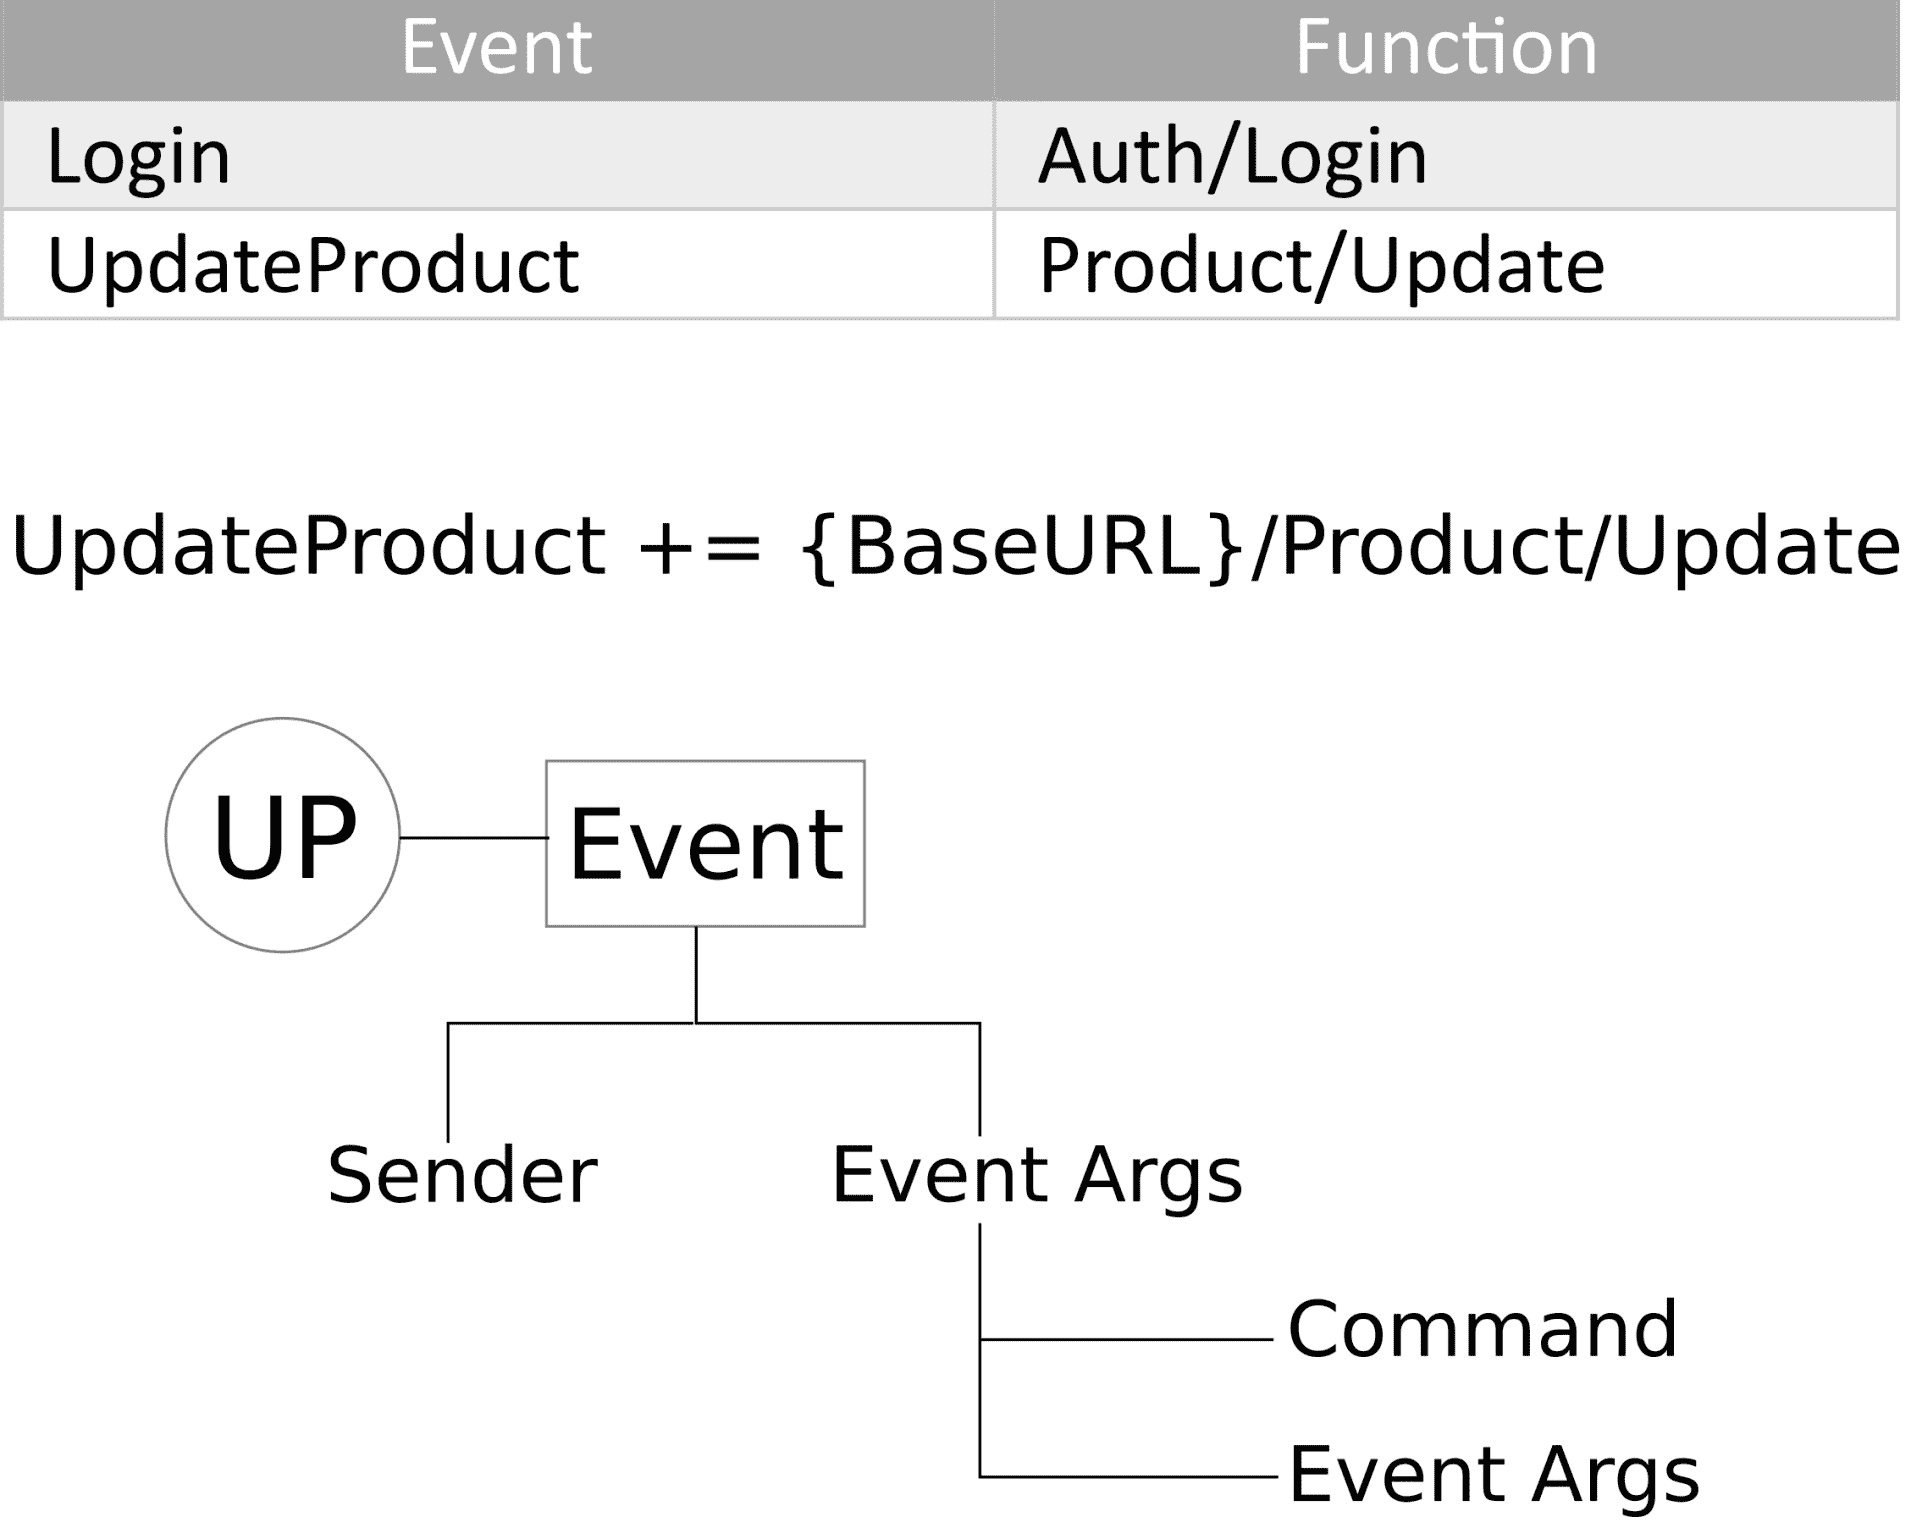 Event Function
Login Auth/Login
UpdateProduct Product/Update
UpdateProduct += {BaseURL}/Product/Update
UP Event
Sender Event Args
Command
Event Args